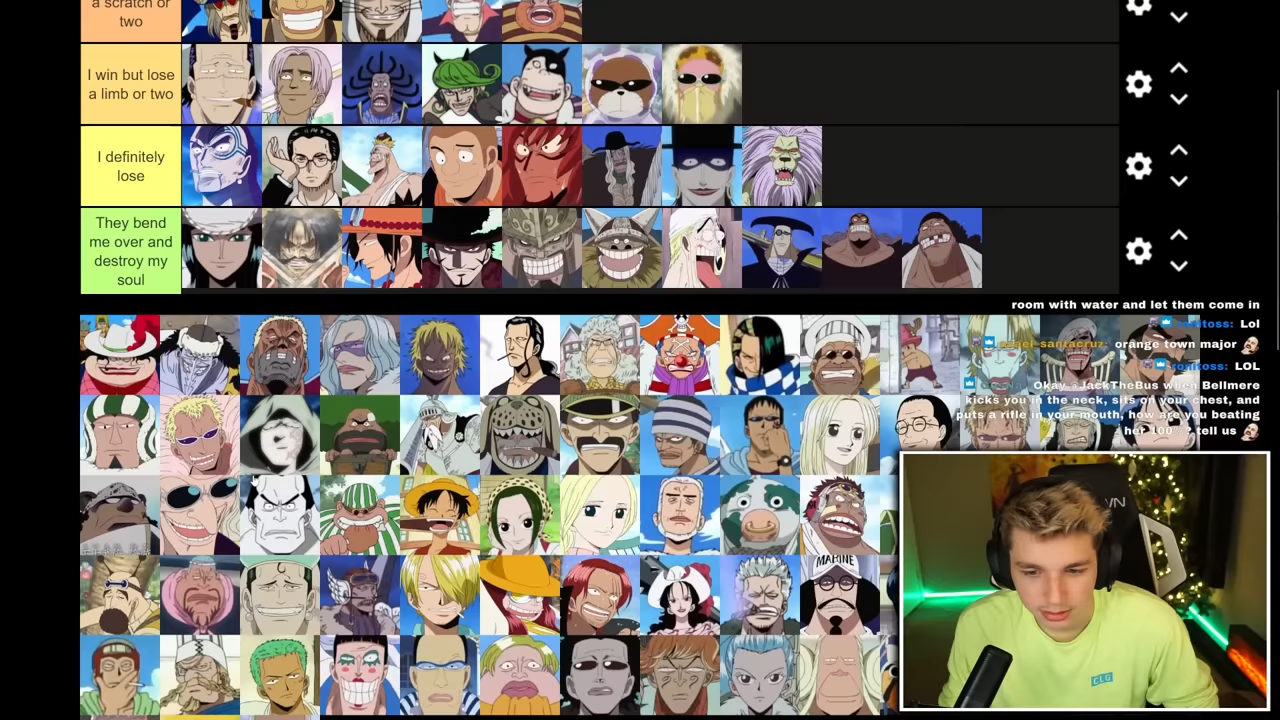 a scratch or
two
I win but lose
a limb or two
I definitely
lose
They bend
me over and
destroy my
soul
room with water and let them come in
Lol
orange town major
LOL
Okay @JackTheBus when Bellmere
kicks you in the neck, sits on your chest, and
puts a rifle in your mouth, how are you beating
her 100 ? tell us
MARINE
CLG